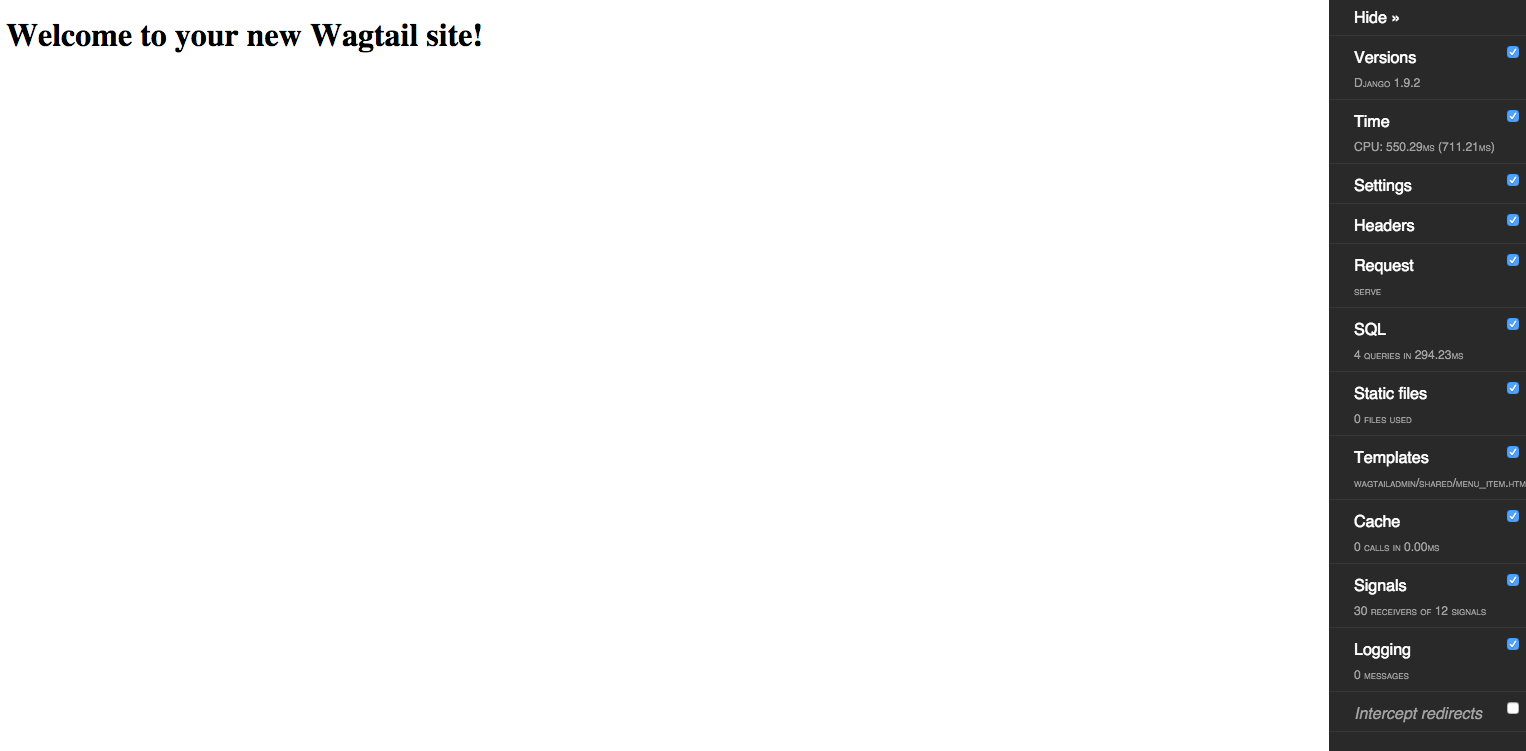 Welcome to your new Wagtail site!
Hide »
Versions
Django 1.9.2
Time
CPU: 550.29ms (711.21ms)
Settings
Headers
Request
serve
SQL
4 queries in 294.23ms
Static files
0 files used
Templates
wagtailadmin/shared/menu_item.htm
Cache
0 calls in 0.00ms
Signals
30 receivers of 12 signals
Logging
0 messages
Intercept redirects